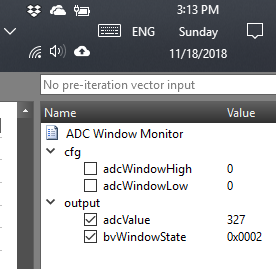 3:13 PM
ENG Sunday
11/18/2018
No pre-iteration vector input
Name Value
ADC Window Monitor
cfg
adcWindowHigh 0
adcWindowLow 0
output
adcValue 327
bvWindowState 0x0002